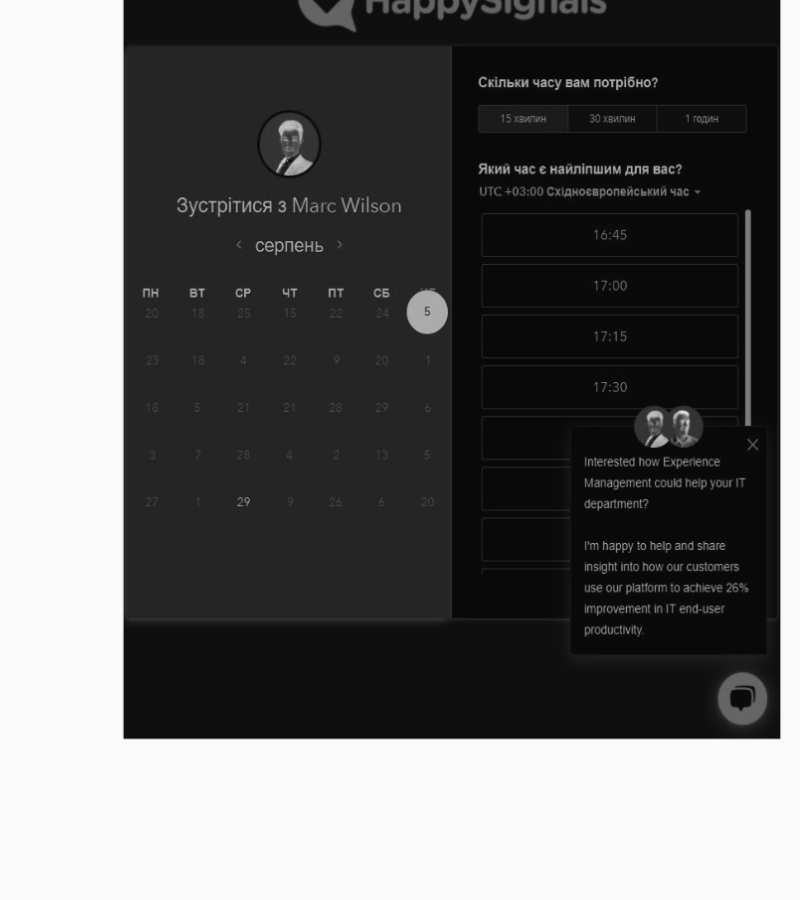 HappySignals
Зустрітися з Marc Wilson
серпень
ПН ВТ СР ЧТ ПТ СБ
20 18 25 15 22 24 5
23 18 4 22 9 20 1
18 5 21 21 28 29 6
3 7 28 4 2 13 5
27 1 29 9 26 6 20
Скільки часу вам потрібно?
15 хвилин 30 хвилин 1 годин
Який час є найліпшим для вас?
UTC +03:00 Східноєвропейський час
16:45
17:00
17:15
17:30
Interested how Experience
Management could help your IT
department?
I'm happy to help and share
insight into how our customers
use our platform to achieve 26%
improvement in IT end-user
productivity.